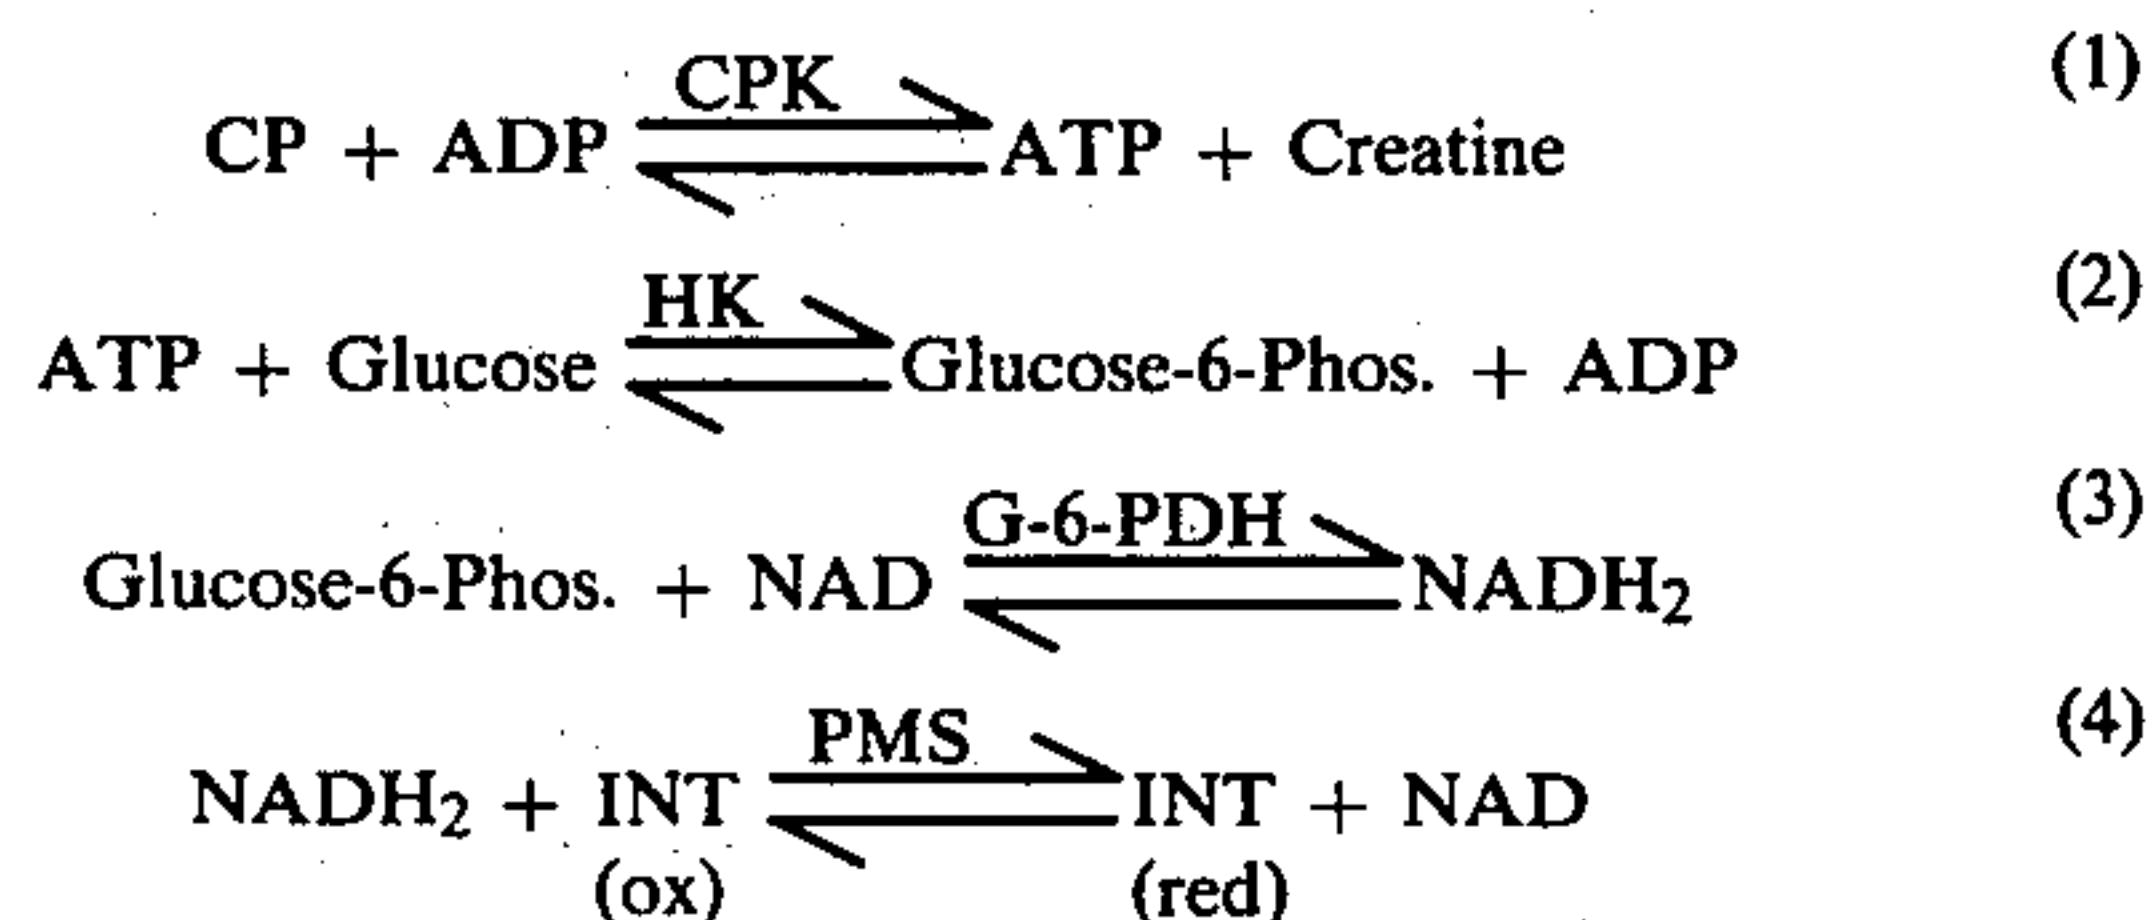 (1)
CPK
CP + ADP ⇌ ATP + Creatine
(2)
HK
ATP + Glucose ⇌ Glucose-6-Phos. + ADP
(3)
G-6-PDH
Glucose-6-Phos. + NAD ⇌ NADH₂
(4)
PMS
NADH₂ + INT ⇌ INT + NAD
(ox) (red)